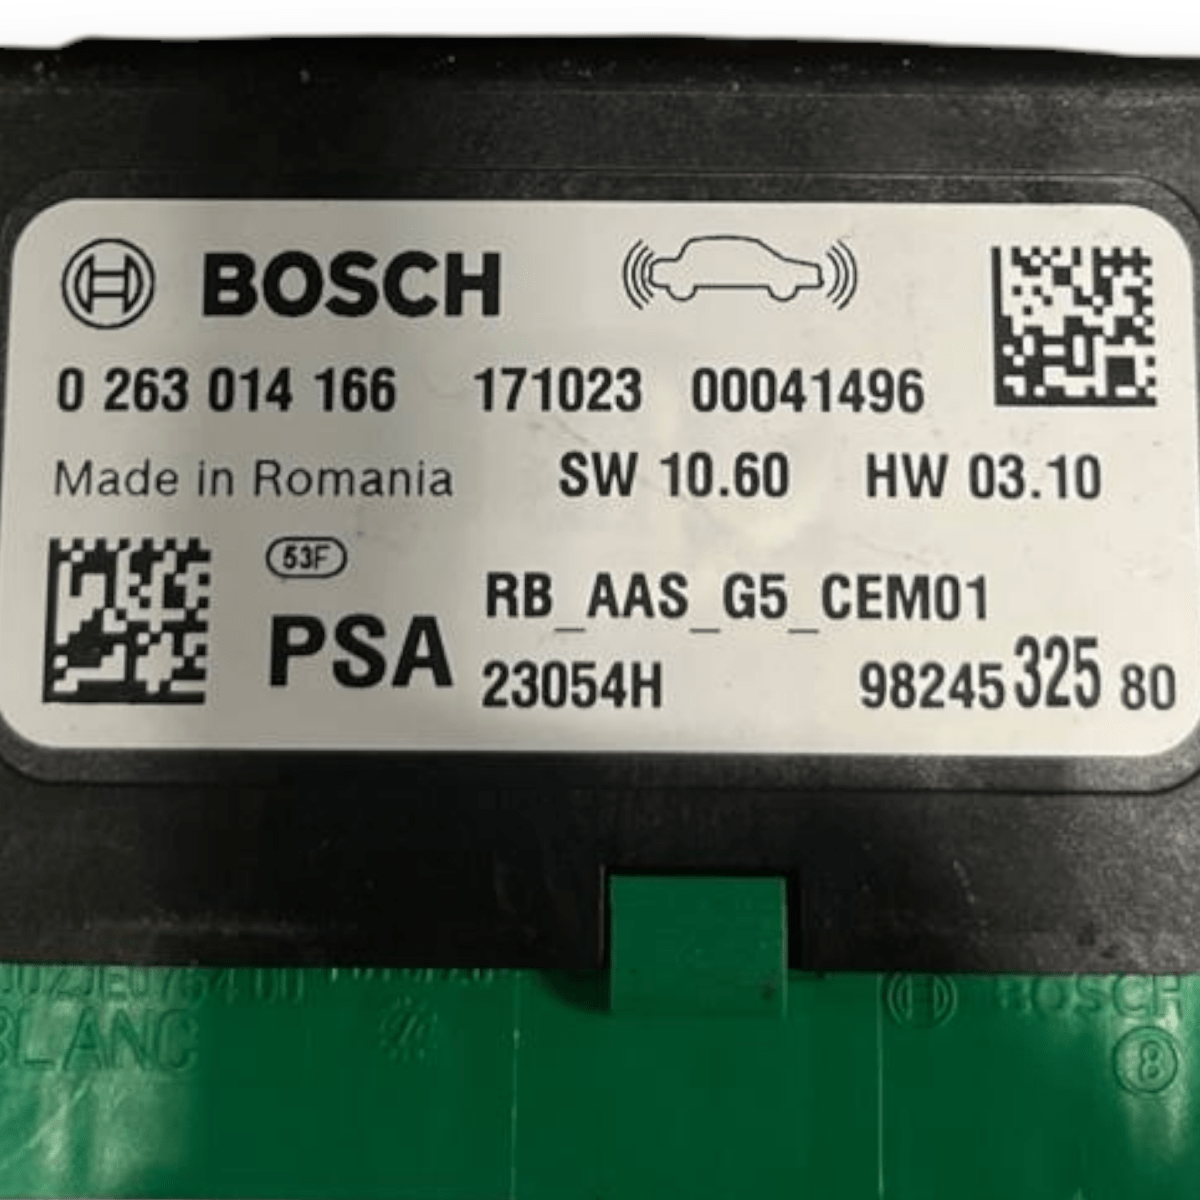 BOSCH
0 263 014 166 171023 00041496
Made in Romania SW 10.60 HW 03.10
53F
RB_AAS_G5_CEM01
PSA
23054H 98245 325 80
BOSCH
BLANC
8